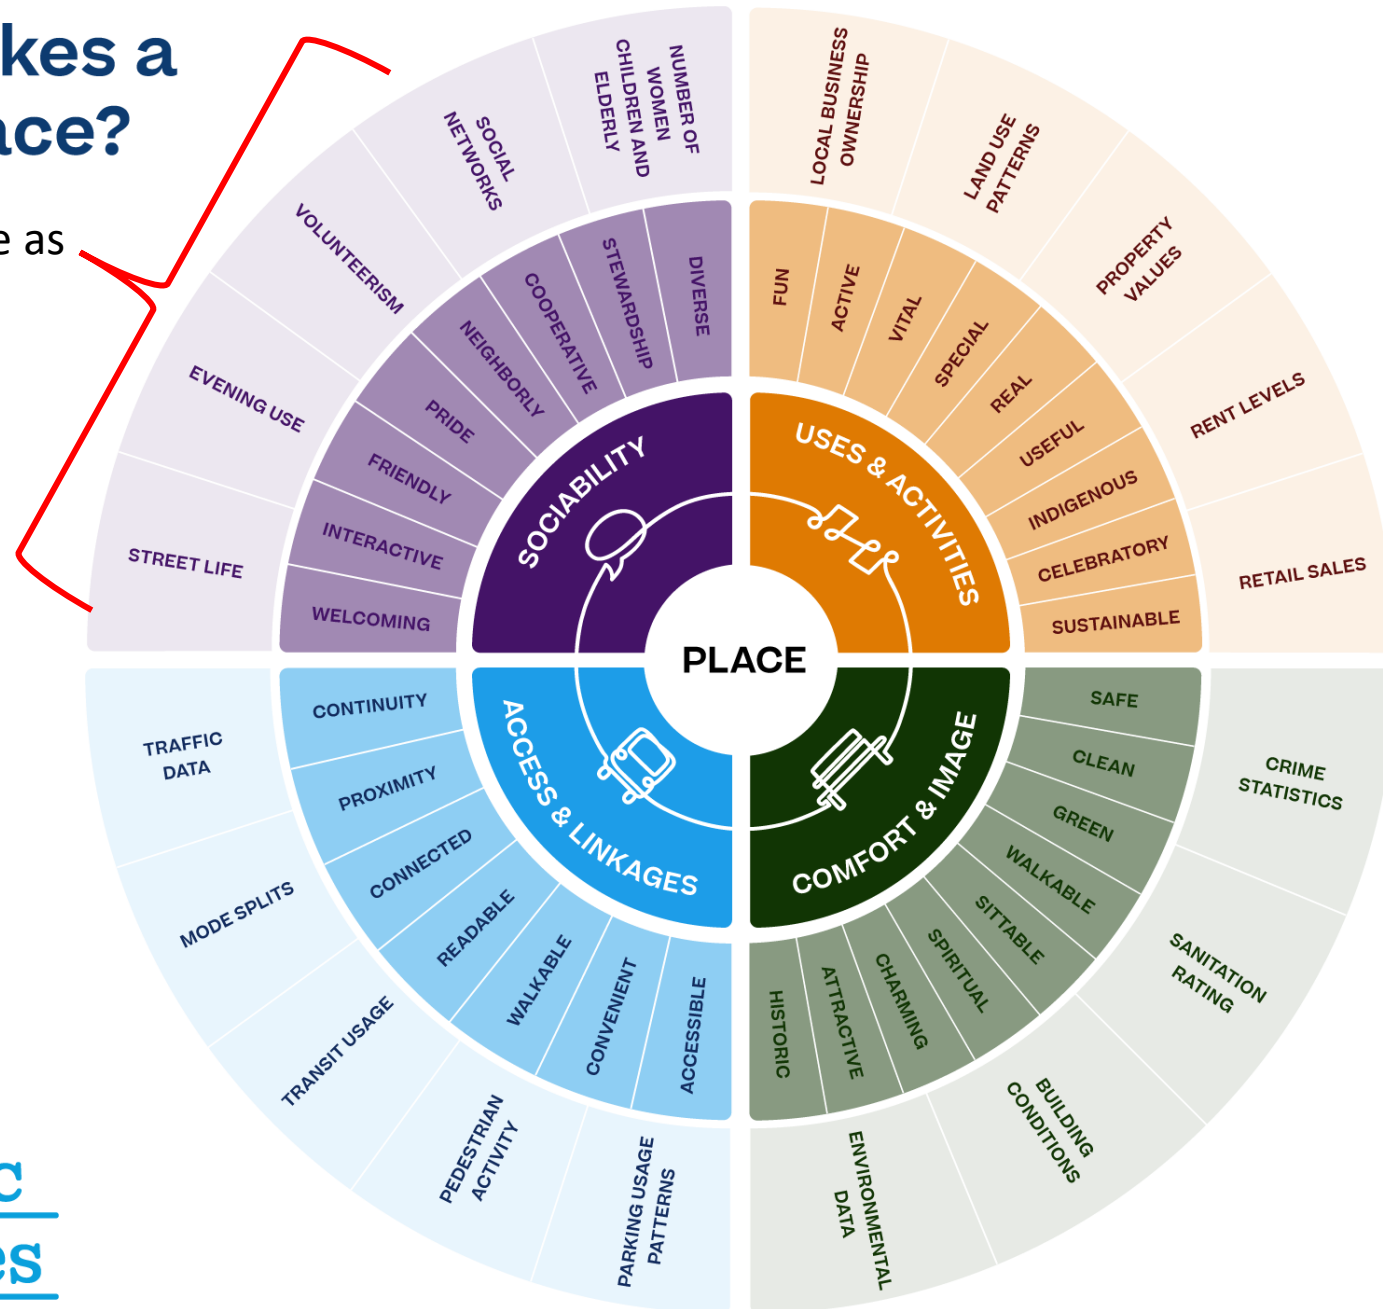 kes a
ace?
e as
NUMBER OF
WOMEN
CHILDREN AND
ELDERLY
SOCIAL
NETWORKS
VOLUNTEERISM
EVENING USE
STREET LIFE
DIVERSE
STEWARDSHIP
COOPERATIVE
NEIGHBORLY
PRIDE
FRIENDLY
INTERACTIVE
WELCOMING
SOCIABILITY
LOCAL BUSINESS
OWNERSHIP
LAND USE
PATTERNS
PROPERTY
VALUES
RENT LEVELS
RETAIL SALES
FUN
ACTIVE
VITAL
SPECIAL
REAL
USEFUL
INDIGENOUS
CELEBRATORY
SUSTAINABLE
USES & ACTIVITIES
PLACE
ACCESS & LINKAGES
CONTINUITY
PROXIMITY
CONNECTED
READABLE
WALKABLE
CONVENIENT
ACCESSIBLE
TRAFFIC
DATA
MODE SPLITS
TRANSIT USAGE
PEDESTRIAN
ACTIVITY
PARKING USAGE
PATTERNS
COMFORT & IMAGE
SAFE
CLEAN
GREEN
WALKABLE
SITTABLE
SPIRITUAL
CHARMING
ATTRACTIVE
HISTORIC
CRIME
STATISTICS
SANITATION
RATING
BUILDING
CONDITIONS
ENVIRONMENTAL
DATA
c
es